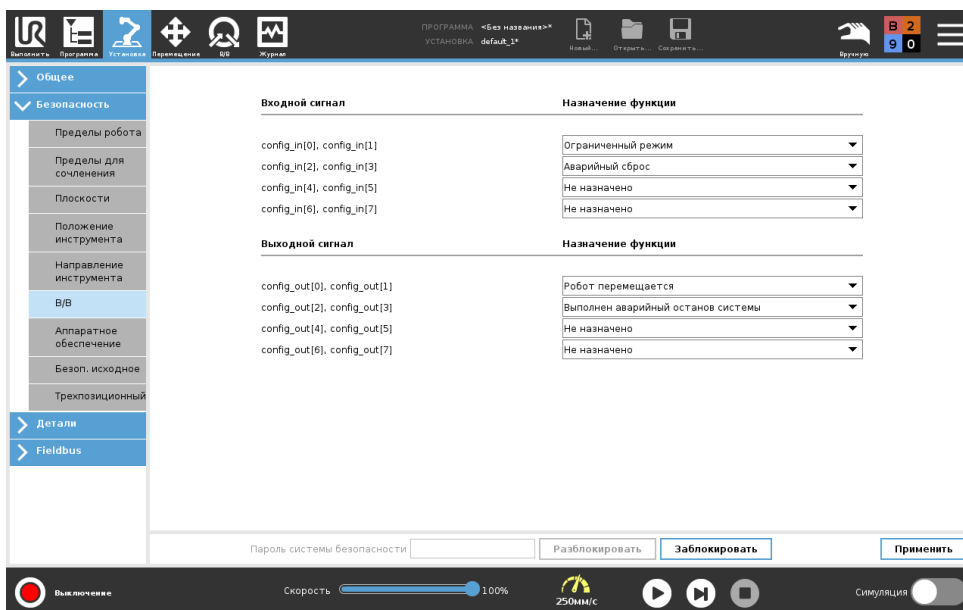 UR
ПРОГРАММА <Без названия>*
УСТАНОВКА default_1*
Выполнить Программа Установка Перемещение В/В Журнал Новый... Открыть... Сохранить... Вручную
B 2
9 0
Общее
Безопасность
Пределы робота
Пределы для
сочленения
Плоскости
Положение
инструмента
Направление
инструмента
В/В
Аппаратное
обеспечение
Безоп. исходное
Трехпозиционный
Детали
Fieldbus
Входной сигнал Назначение функции
config_in[0], config_in[1] Ограниченный режим
config_in[2], config_in[3] Аварийный сброс
config_in[4], config_in[5] Не назначено
config_in[6], config_in[7] Не назначено
Выходной сигнал Назначение функции
config_out[0], config_out[1] Робот перемещается
config_out[2], config_out[3] Выполнен аварийный останов системы
config_out[4], config_out[5] Не назначено
config_out[6], config_out[7] Не назначено
Пароль системы безопасности Разблокировать Заблокировать Применить
Выключение Скорость 100% 250мм/с Симуляция